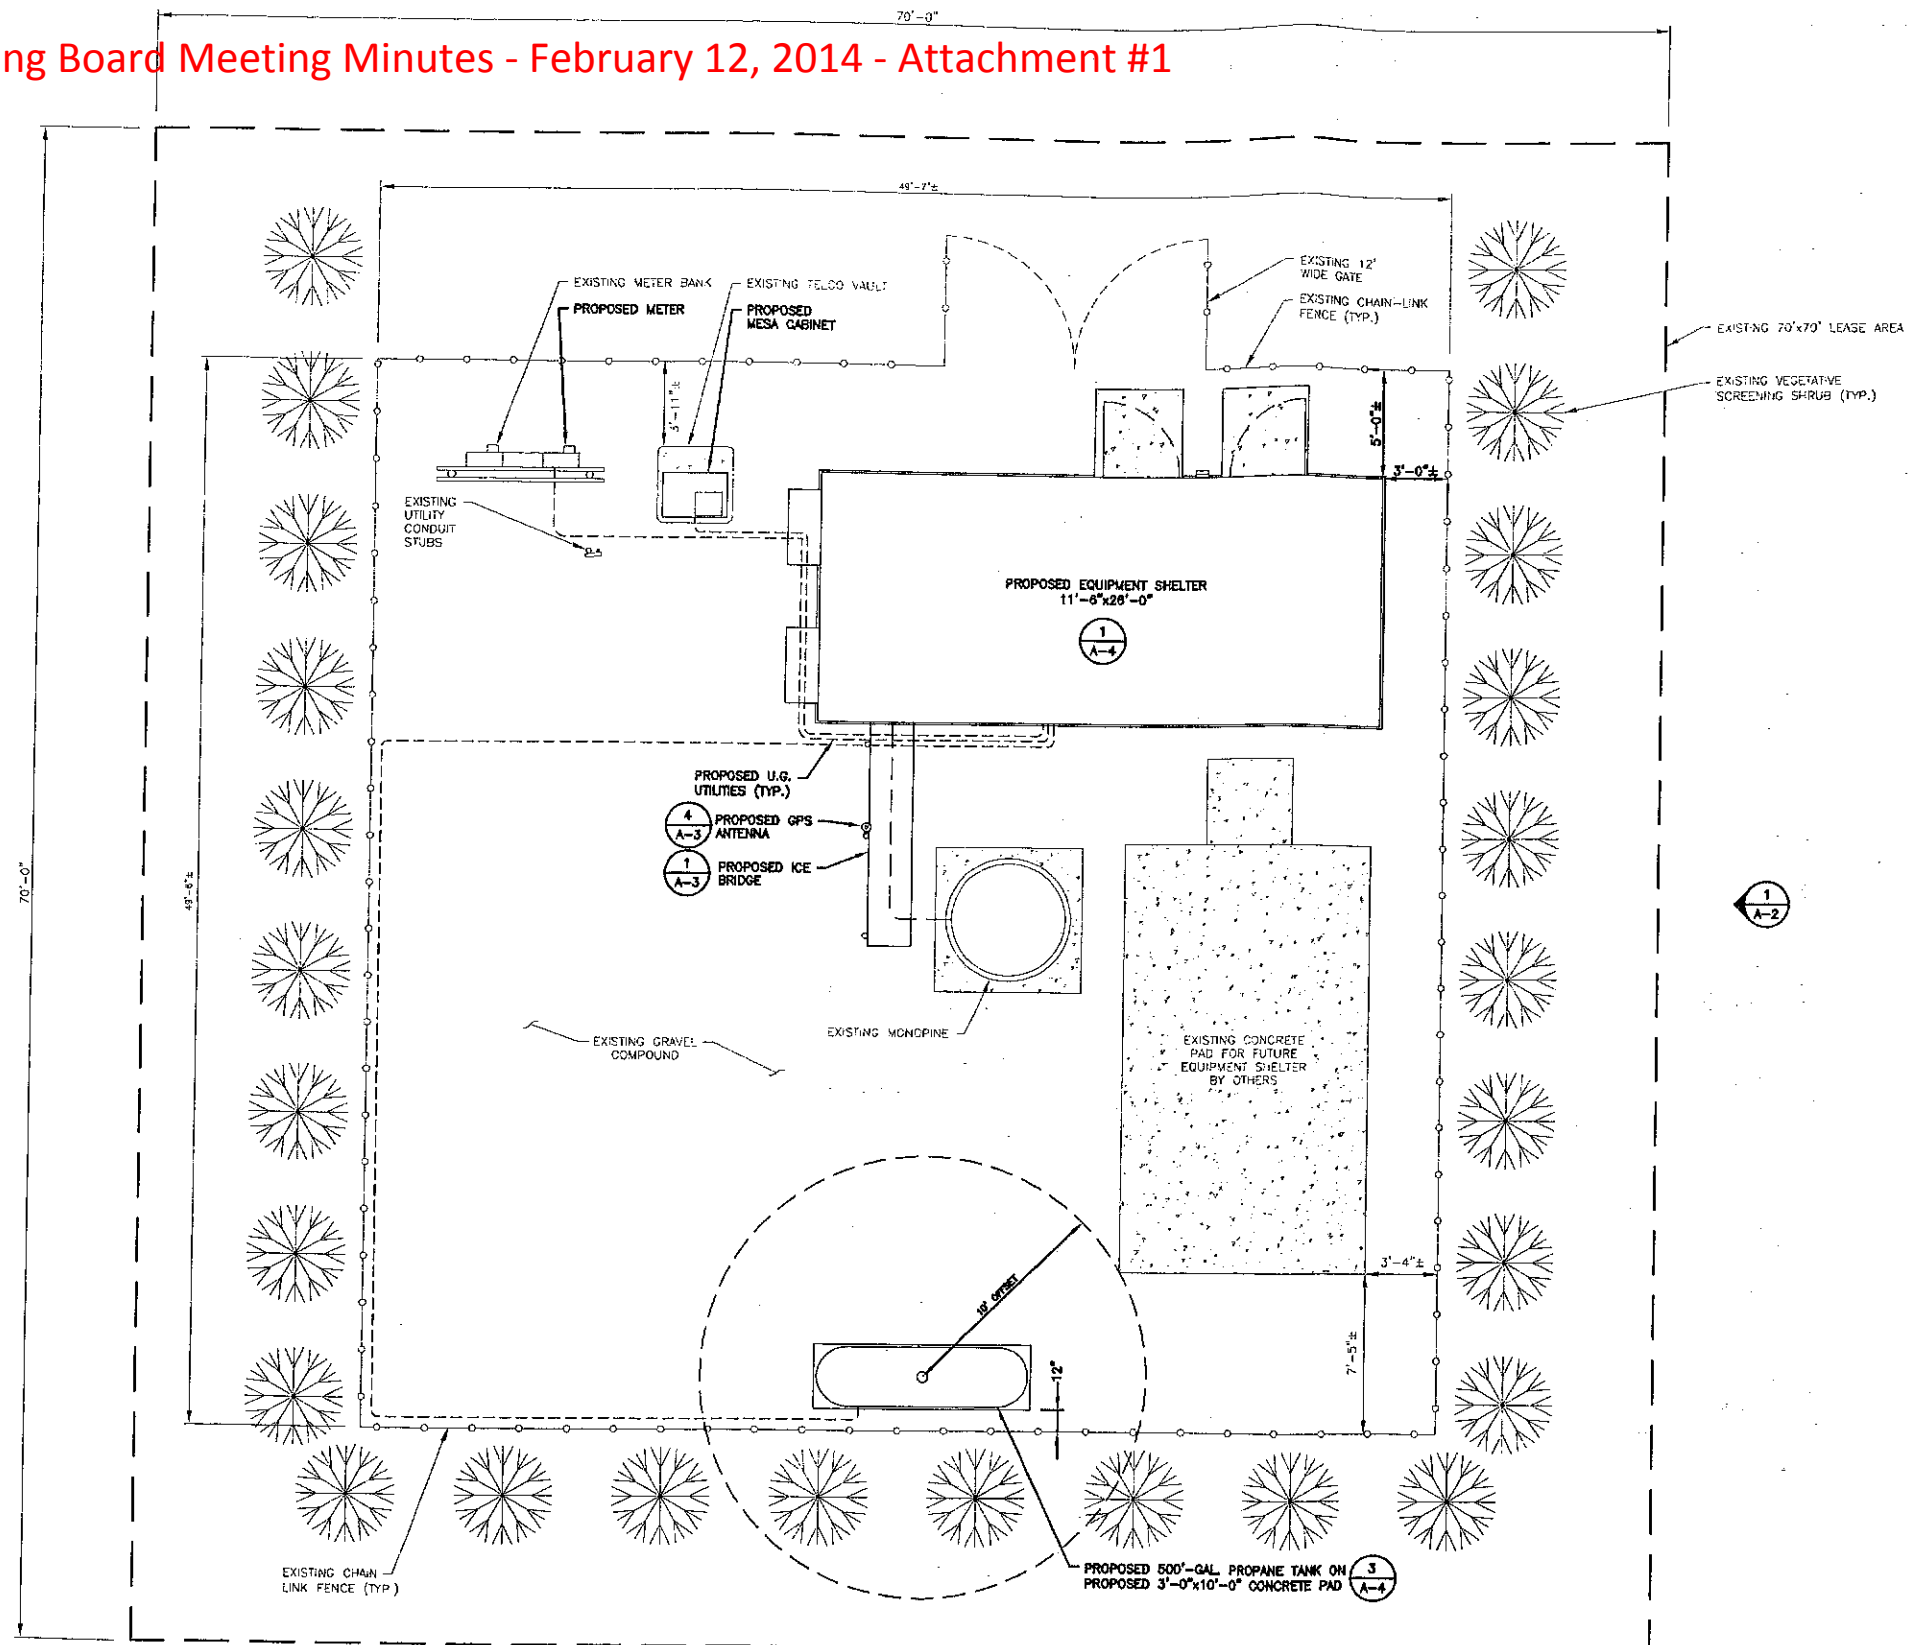 70'-0"
ng Board Meeting Minutes - February 12, 2014 - Attachment #1
49'-7"±
EXISTING METER BANK
PROPOSED METER
EXISTING TELCO VAULT
PROPOSED
MESA CABINET
EXISTING 12'
WIDE GATE
EXISTING CHAIN-LINK
FENCE (TYP.)
EXISTING 70'x70' LEASE AREA
EXISTING VEGETATIVE
SCREENING SHRUB (TYP.)
3'-11"±
5'-0"±
3'-0"±
EXISTING
UTILITY
CONDUIT
STUBS
PROPOSED EQUIPMENT SHELTER
11'-6"x26'-0"
1
A-4
PROPOSED U.G.
UTILITIES (TYP.)
4
A-3
PROPOSED GPS
ANTENNA
1
A-3
PROPOSED ICE
BRIDGE
70'-0"
49'-6"±
1
A-2
EXISTING GRAVEL
COMPOUND
EXISTING MONOPINE
EXISTING CONCRETE
PAD FOR FUTURE
EQUIPMENT SHELTER
BY OTHERS
10' OFFSET
3'-4"±
7'-5"±
12"
EXISTING CHAIN
LINK FENCE (TYP.)
PROPOSED 500'-GAL. PROPANE TANK ON
PROPOSED 3'-0"x10'-0" CONCRETE PAD
3
A-4